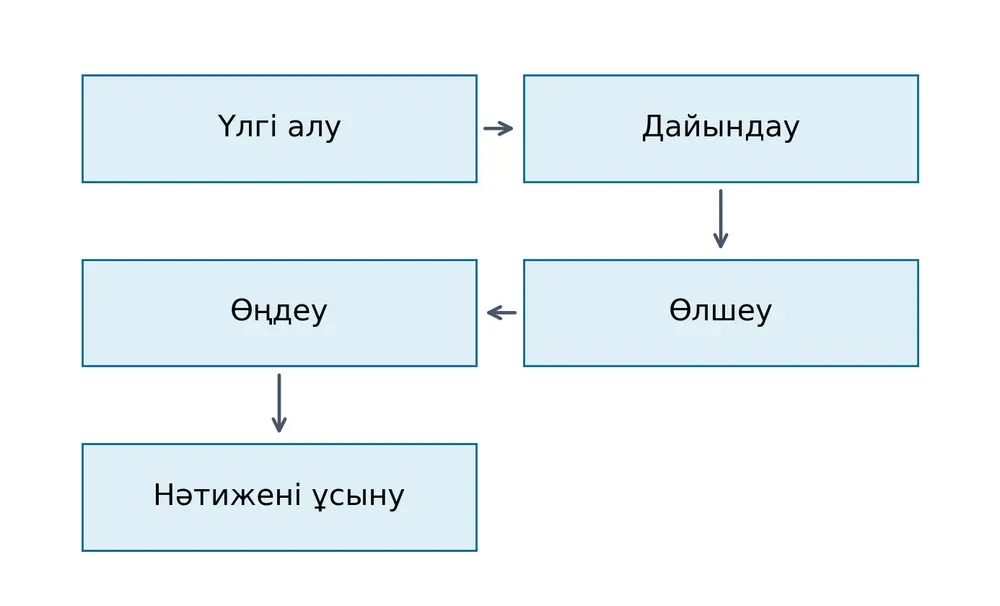 Үлгі алу
Дайындау
Өлшеу
Өңдеу
Нәтижені ұсыну